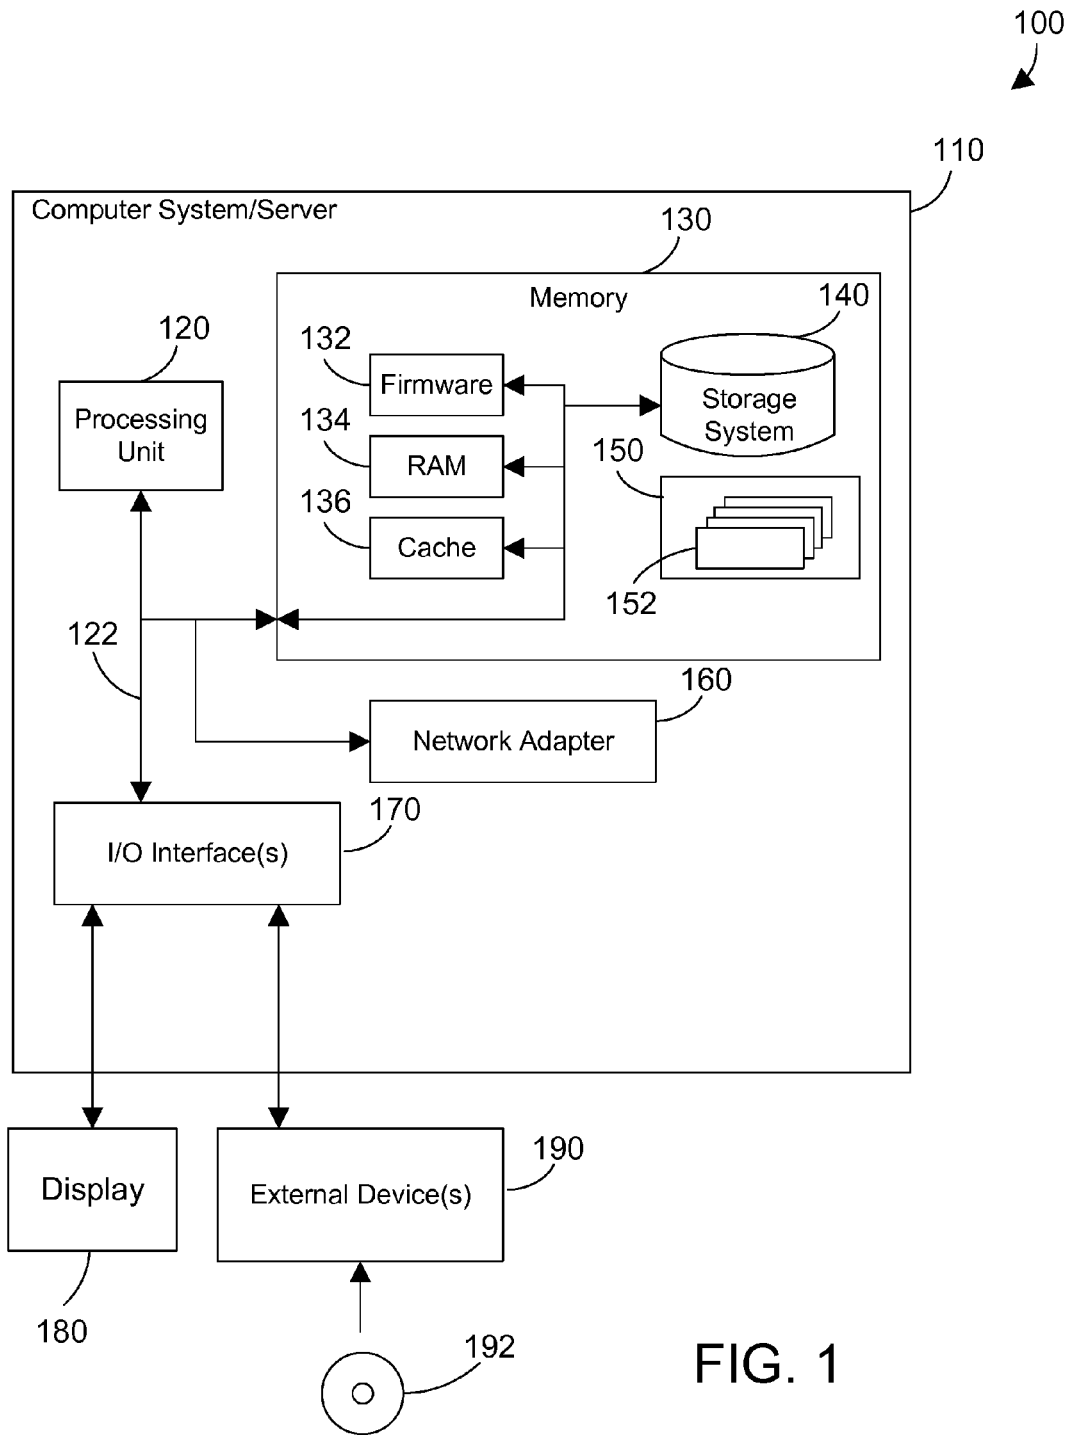 100
110
Computer System/Server
130
Memory
140
120
132
Firmware
Processing
Unit
Storage
System
134
RAM
150
136
Cache
152
122
160
Network Adapter
170
I/O Interface(s)
190
Display
External Device(s)
180
192
FIG. 1